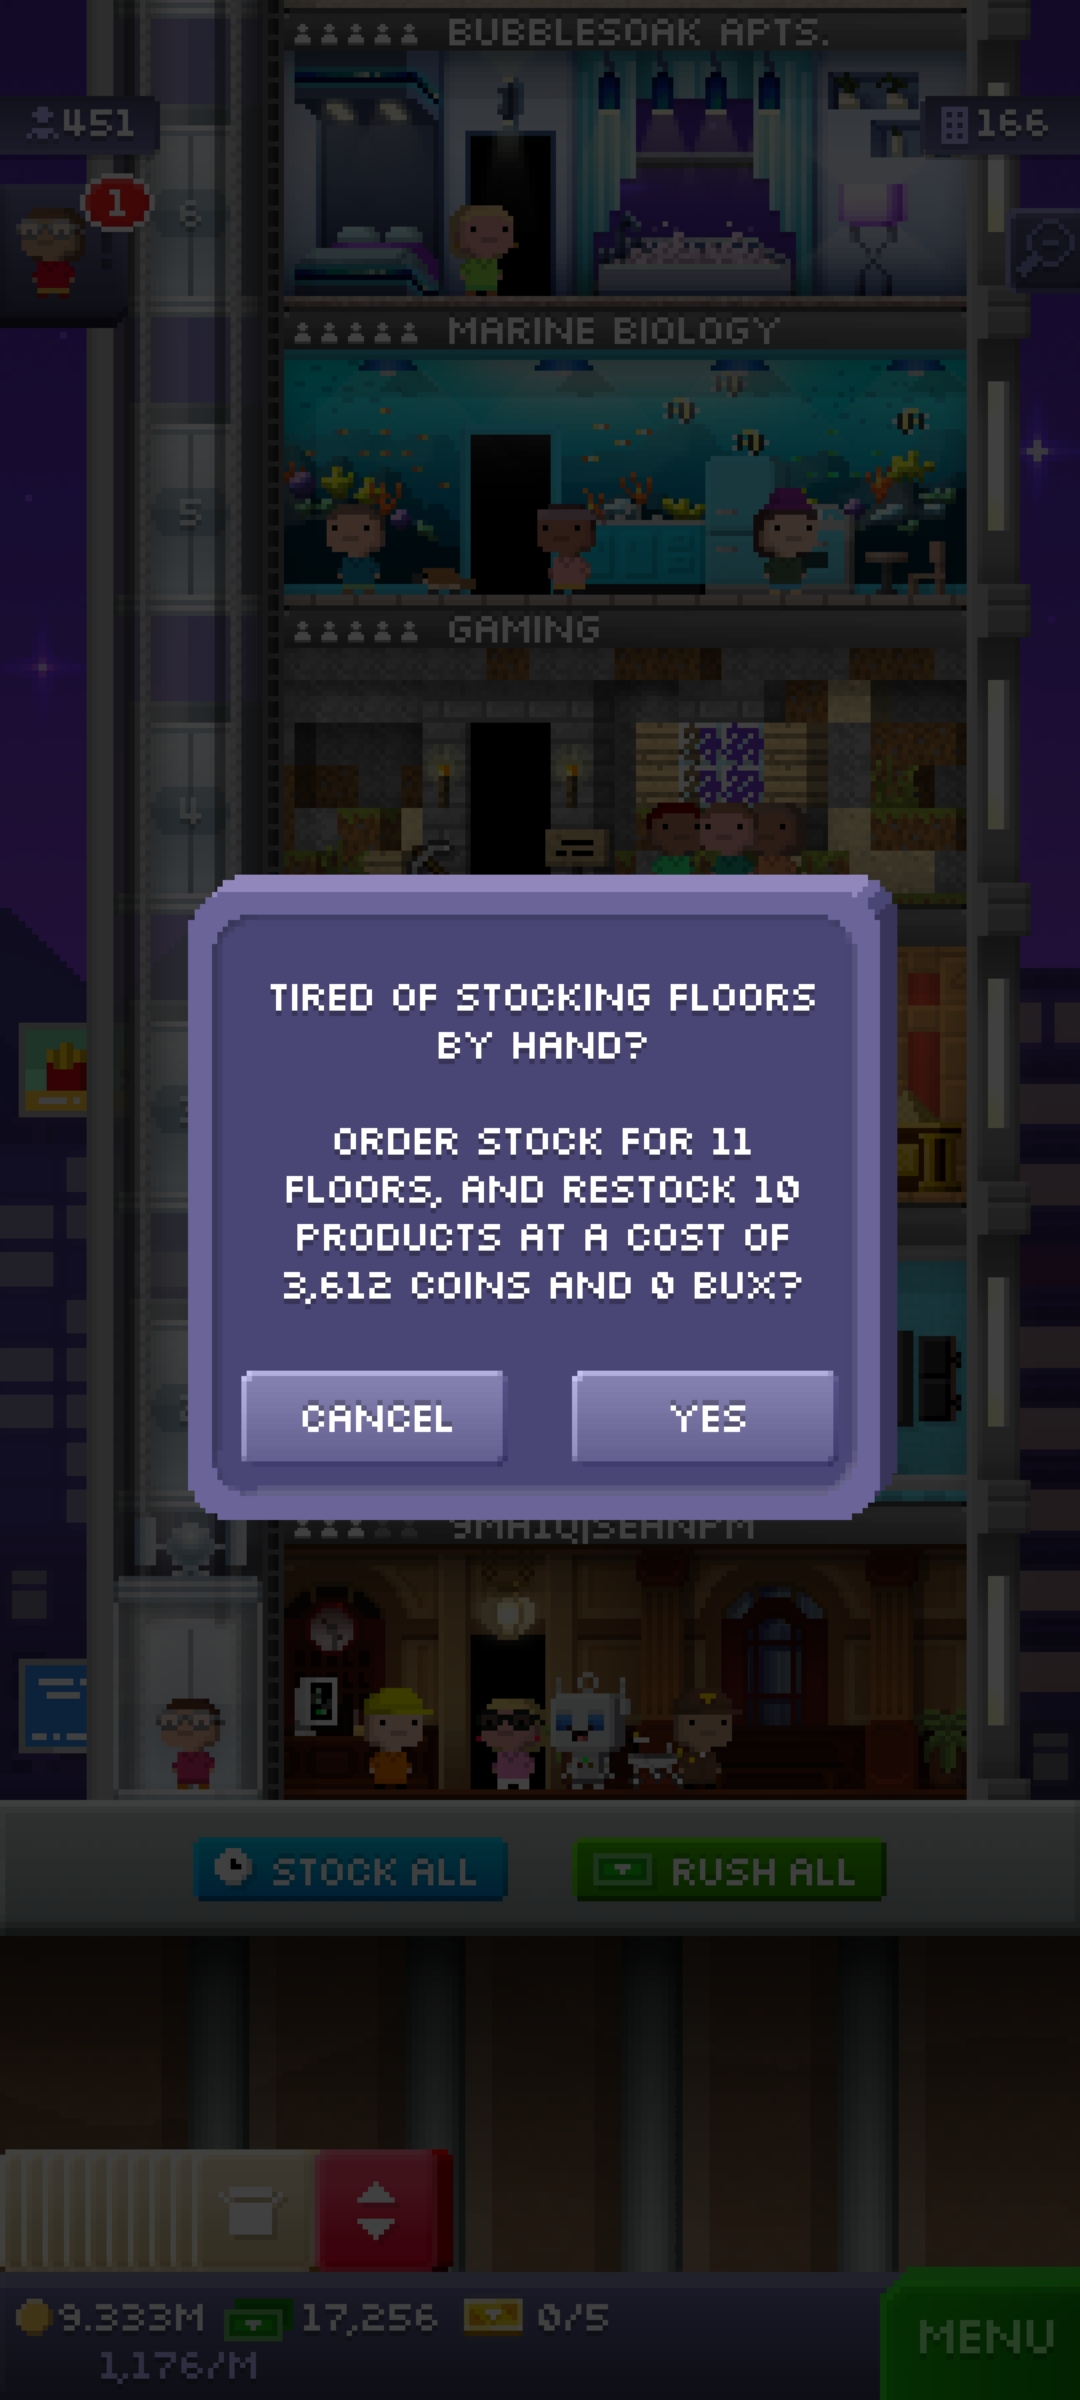 BUBBLESOAK APTS.
451
166
1
6
MARINE BIOLOGY
5
GAMING
4
TIRED OF STOCKING FLOORS
BY HAND?
ORDER STOCK FOR 11
FLOORS, AND RESTOCK 10
PRODUCTS AT A COST OF
3,612 COINS AND 0 BUX?
CANCEL
YES
STOCK ALL
RUSH ALL
9.333M
17,256
0/5
1,176/M
MENU